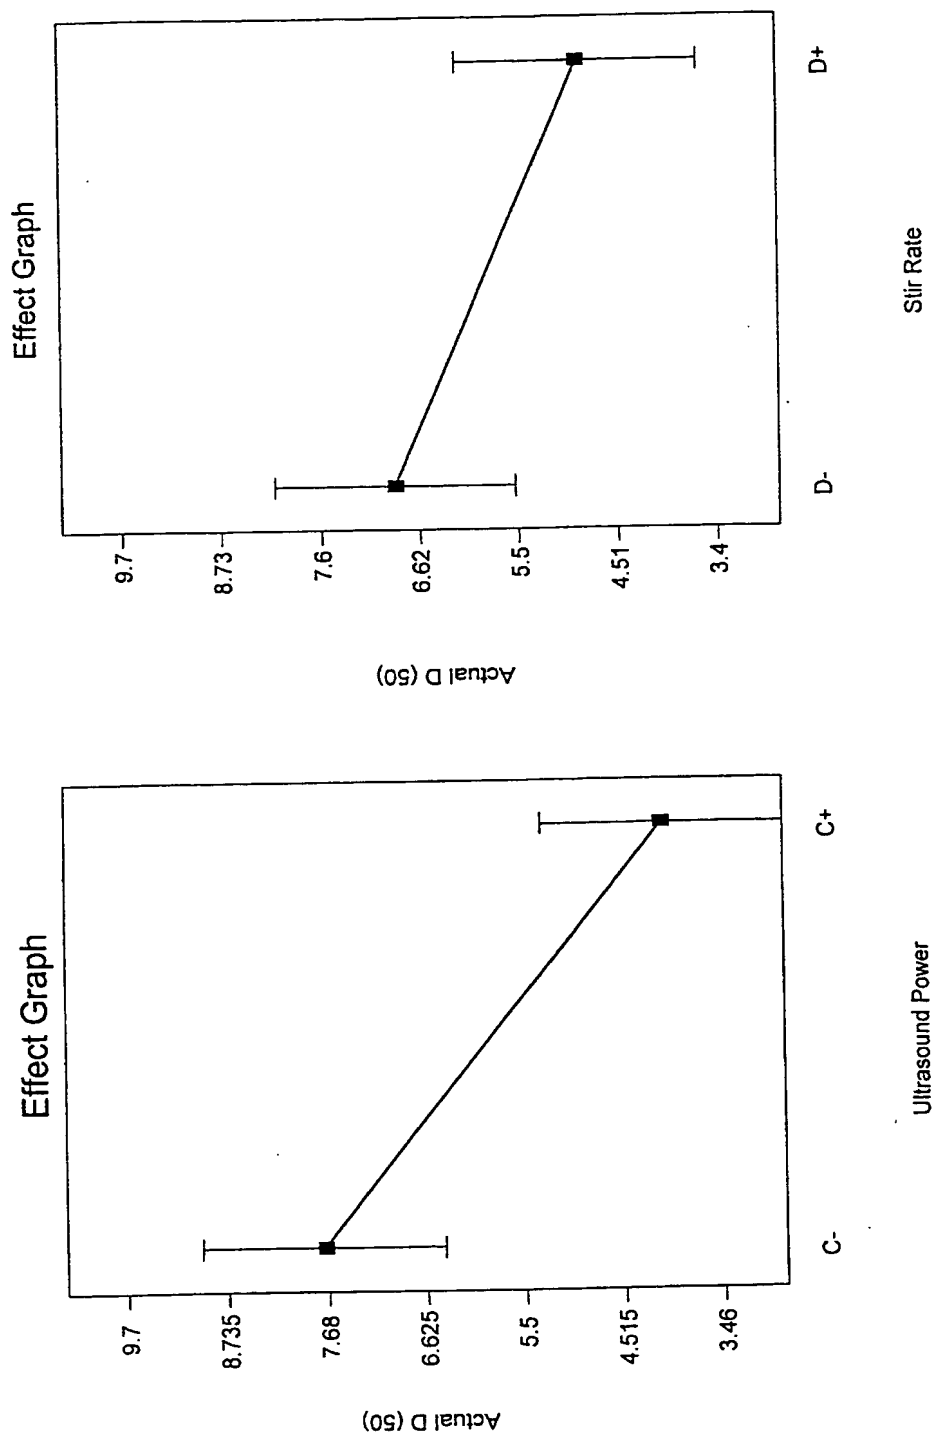 Effect Graph
Actual D (50)
9.7
8.735
7.68
6.625
5.5
4.515
3.46
C-
C+
Ultrasound Power
Effect Graph
Actual D (50)
9.7
8.73
7.6
6.62
5.5
4.51
3.4
D-
D+
Stir Rate